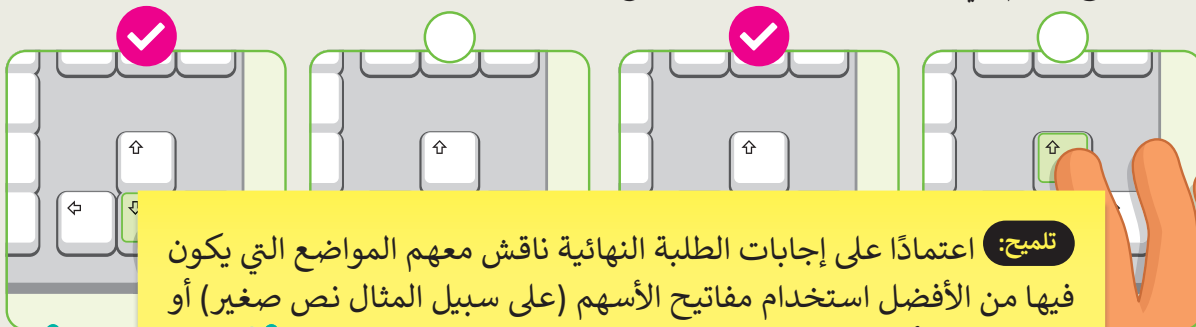 تلميح: اعتمادًا على إجابات الطلبة النهائية ناقش معهم المواضع التي يكون
فيها من الأفضل استخدام مفاتيح الأسهم (على سبيل المثال نص صغير) أو